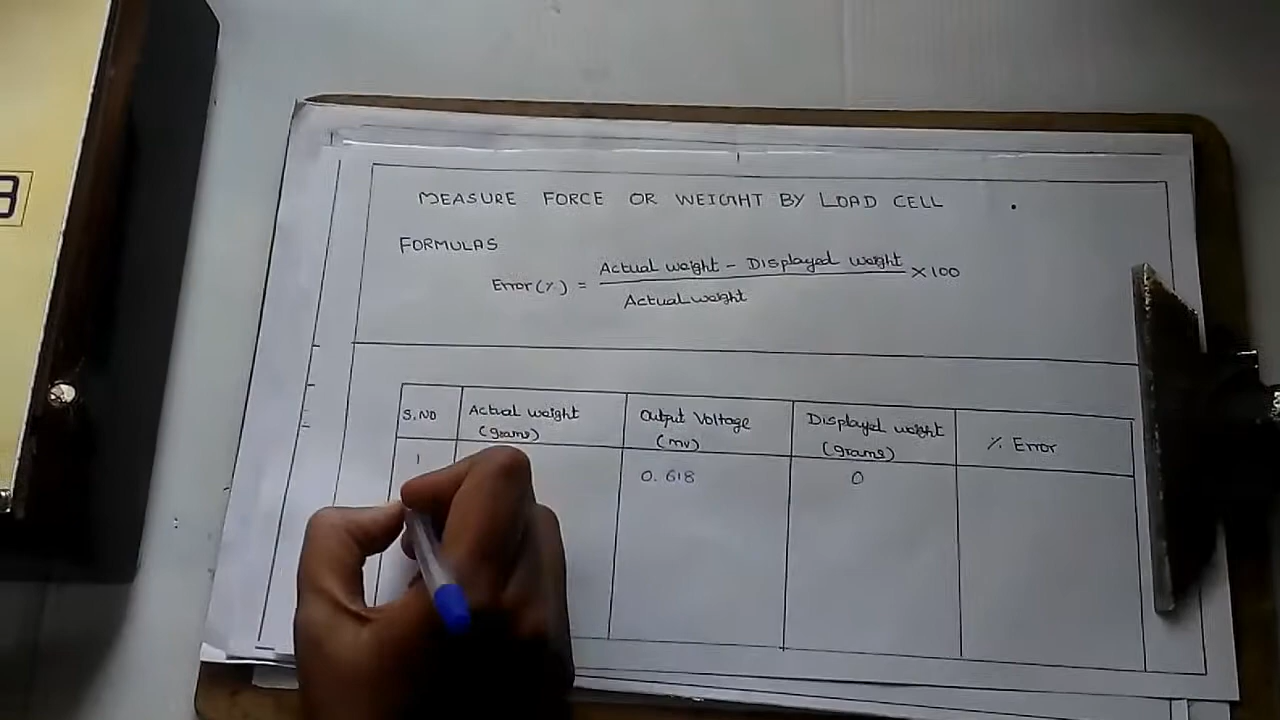 MEASURE FORCE OR WEIGHT BY LOAD CELL
FORMULAS
Error (%) = Actual weight - Displayed weight / Actual weight × 100
S.NO Actual weight (grams) Output Voltage (mv) Displayed weight (grams) % Error
1 0.618 0